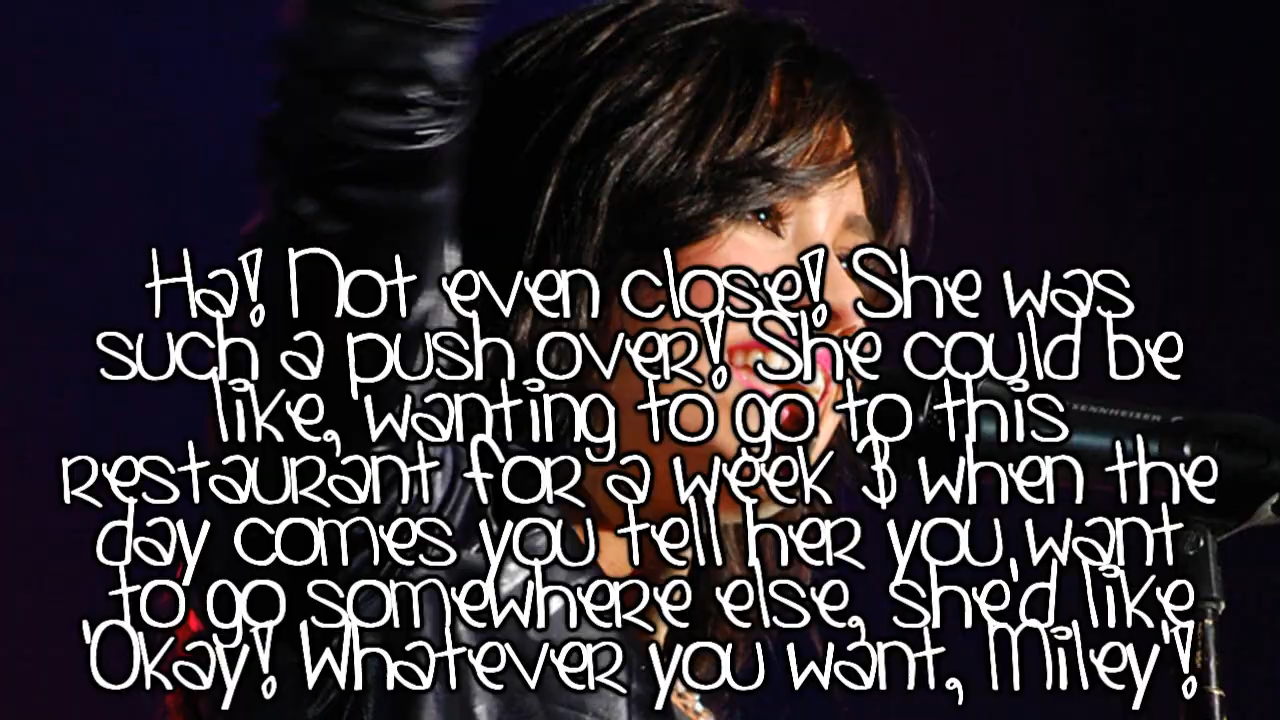 Ha! Not even close! She was
such a push over! She could be
like, wanting to go to this
restaurant for a week & when the
day comes you tell her you want
to go somewhere else, she'd like
'Okay! Whatever you want, Miley'!
SENNHEISER